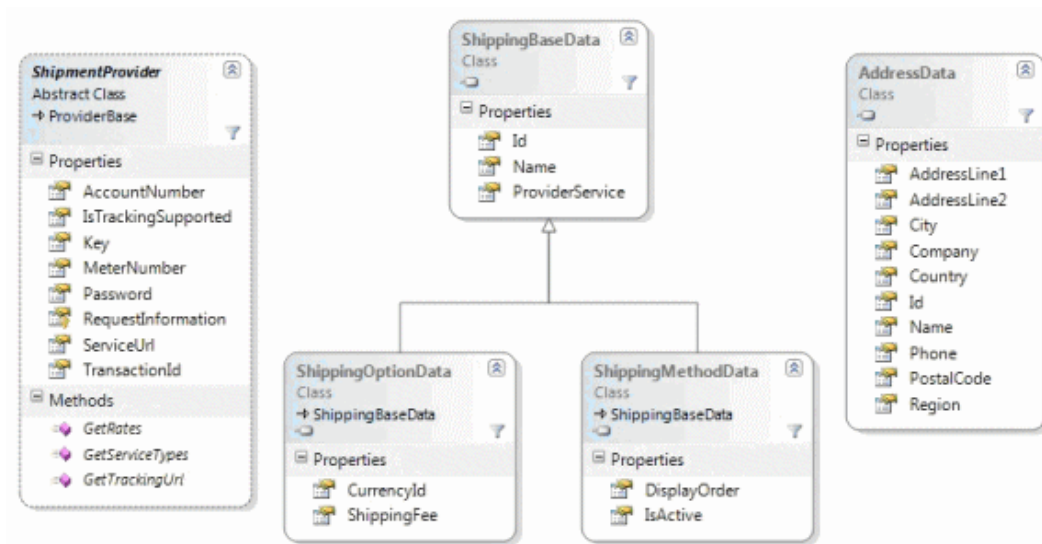 ShipmentProvider
Abstract Class
ProviderBase
Properties
AccountNumber
IsTrackingSupported
Key
MeterNumber
Password
RequestInformation
ServiceUrl
TransactionId
Methods
GetRates
GetServiceTypes
GetTrackingUrl
ShippingBaseData
Class
Properties
Id
Name
ProviderService
ShippingOptionData
Class
ShippingBaseData
Properties
CurrencyId
ShippingFee
ShippingMethodData
Class
ShippingBaseData
Properties
DisplayOrder
IsActive
AddressData
Class
Properties
AddressLine1
AddressLine2
City
Company
Country
Id
Name
Phone
PostalCode
Region